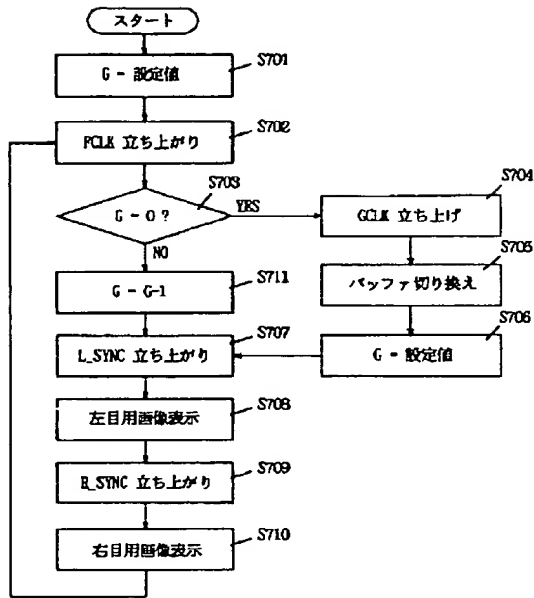 スタート
G = 設定値
S701
FCLK 立ち上がり
S702
G = 0 ?
S703
YES
NO
GCLK 立ち上げ
S704
バッファ切り換え
S705
G = 設定値
S706
G = G-1
S711
L_SYNC 立ち上がり
S707
左目用画像表示
S708
R_SYNC 立ち上がり
S709
右目用画像表示
S710